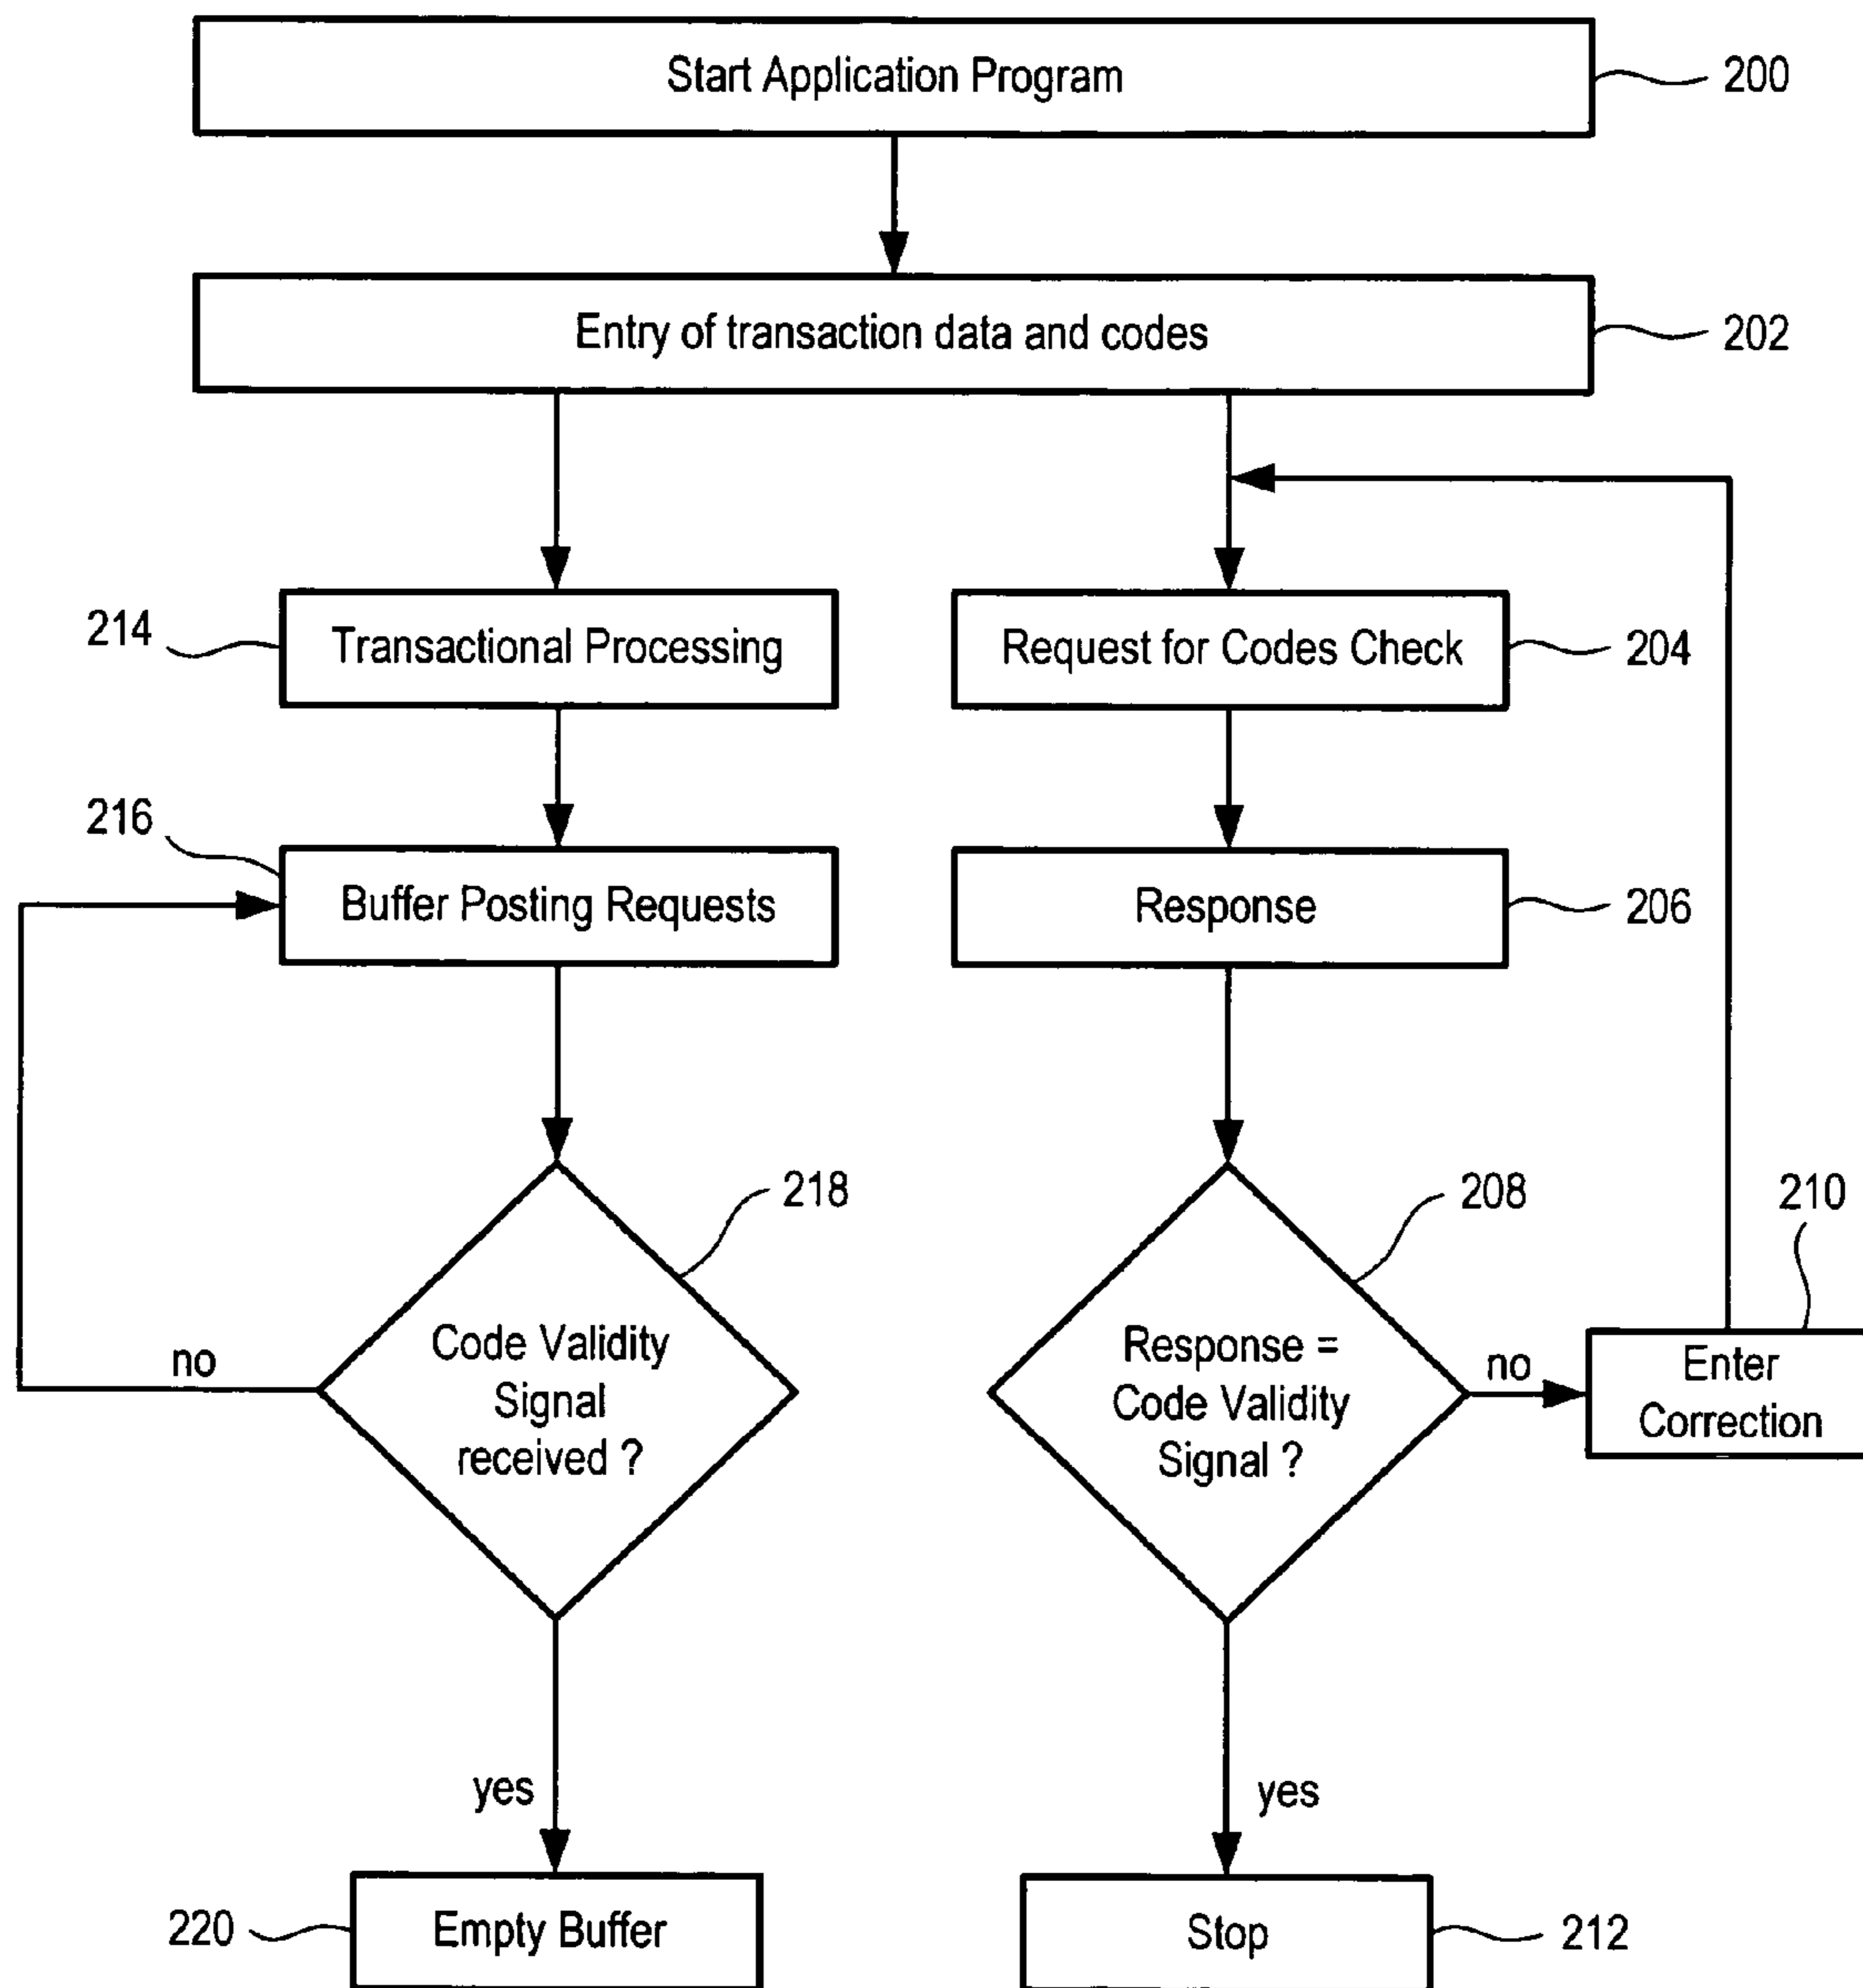 Start Application Program
200
Entry of transaction data and codes
202
214
Transactional Processing
Request for Codes Check
204
216
Buffer Posting Requests
Response
206
218
208
210
no
Code Validity
Signal
received ?
Response =
Code Validity
Signal ?
no
Enter
Correction
yes
yes
220
Empty Buffer
Stop
212